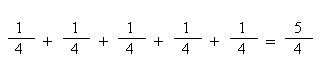 1/4 + 1/4 + 1/4 + 1/4 + 1/4 = 5/4